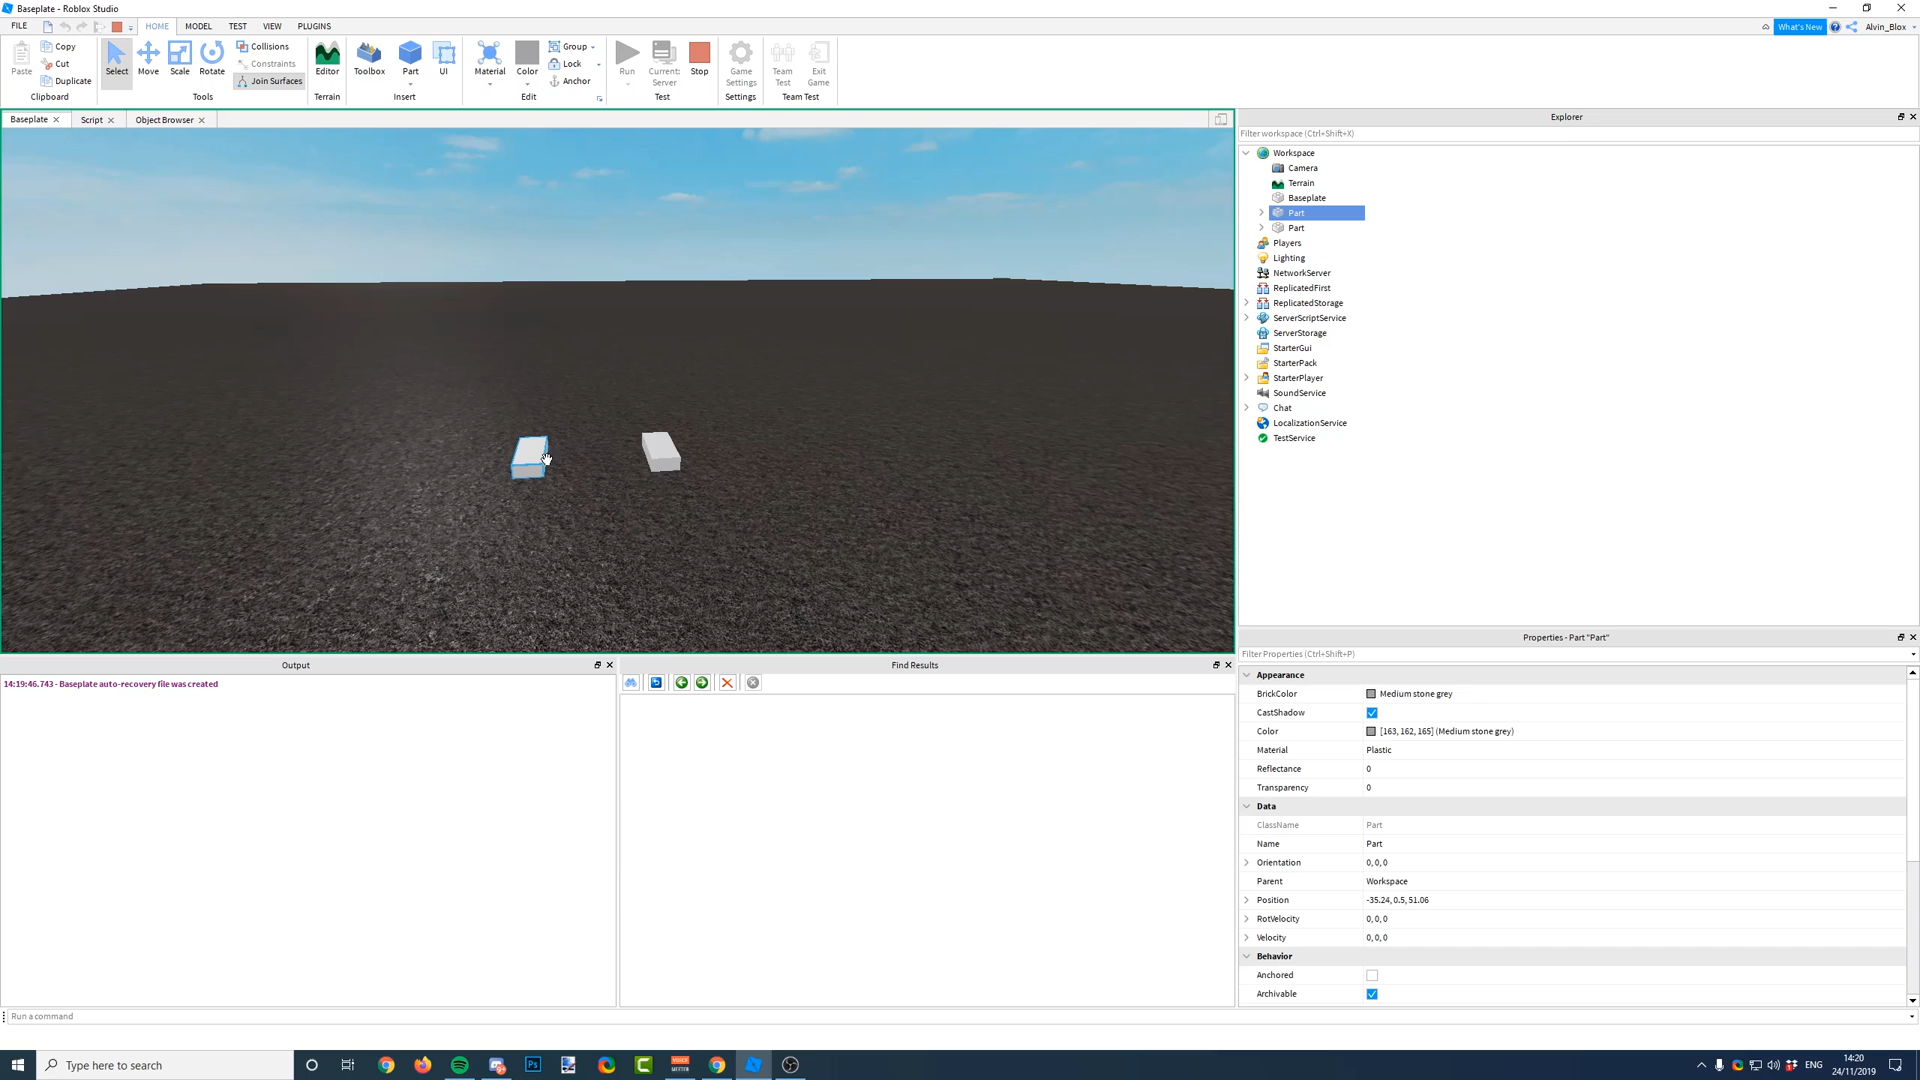 Baseplate - Roblox Studio
FILE HOME MODEL TEST VIEW PLUGINS
What's New Alvin_Blox
Paste Copy Cut Duplicate Clipboard
Select Move Scale Rotate Collisions Constraints Join Surfaces Tools
Editor Terrain
Toolbox Part UI Insert
Material Color Group Lock Anchor Edit
Run Current: Server Stop Test
Game Settings Settings
Team Test Exit Game Team Test
Baseplate Script Object Browser
Explorer
Filter workspace (Ctrl+Shift+X)
Workspace
Camera
Terrain
Baseplate
Part
Part
Players
Lighting
NetworkServer
ReplicatedFirst
ReplicatedStorage
ServerScriptService
ServerStorage
StarterGui
StarterPack
StarterPlayer
SoundService
Chat
LocalizationService
TestService
Output
14:19:46.743 - Baseplate auto-recovery file was created
Find Results
Properties - Part "Part"
Filter Properties (Ctrl+Shift+P)
Appearance
BrickColor Medium stone grey
CastShadow
Color [163, 162, 165] (Medium stone grey)
Material Plastic
Reflectance 0
Transparency 0
Data
ClassName Part
Name Part
Orientation 0, 0, 0
Parent Workspace
Position -35.24, 0.5, 51.06
RotVelocity 0, 0, 0
Velocity 0, 0, 0
Behavior
Anchored
Archivable
Run a command
Type here to search
Ps
ENG
14:20
24/11/2019